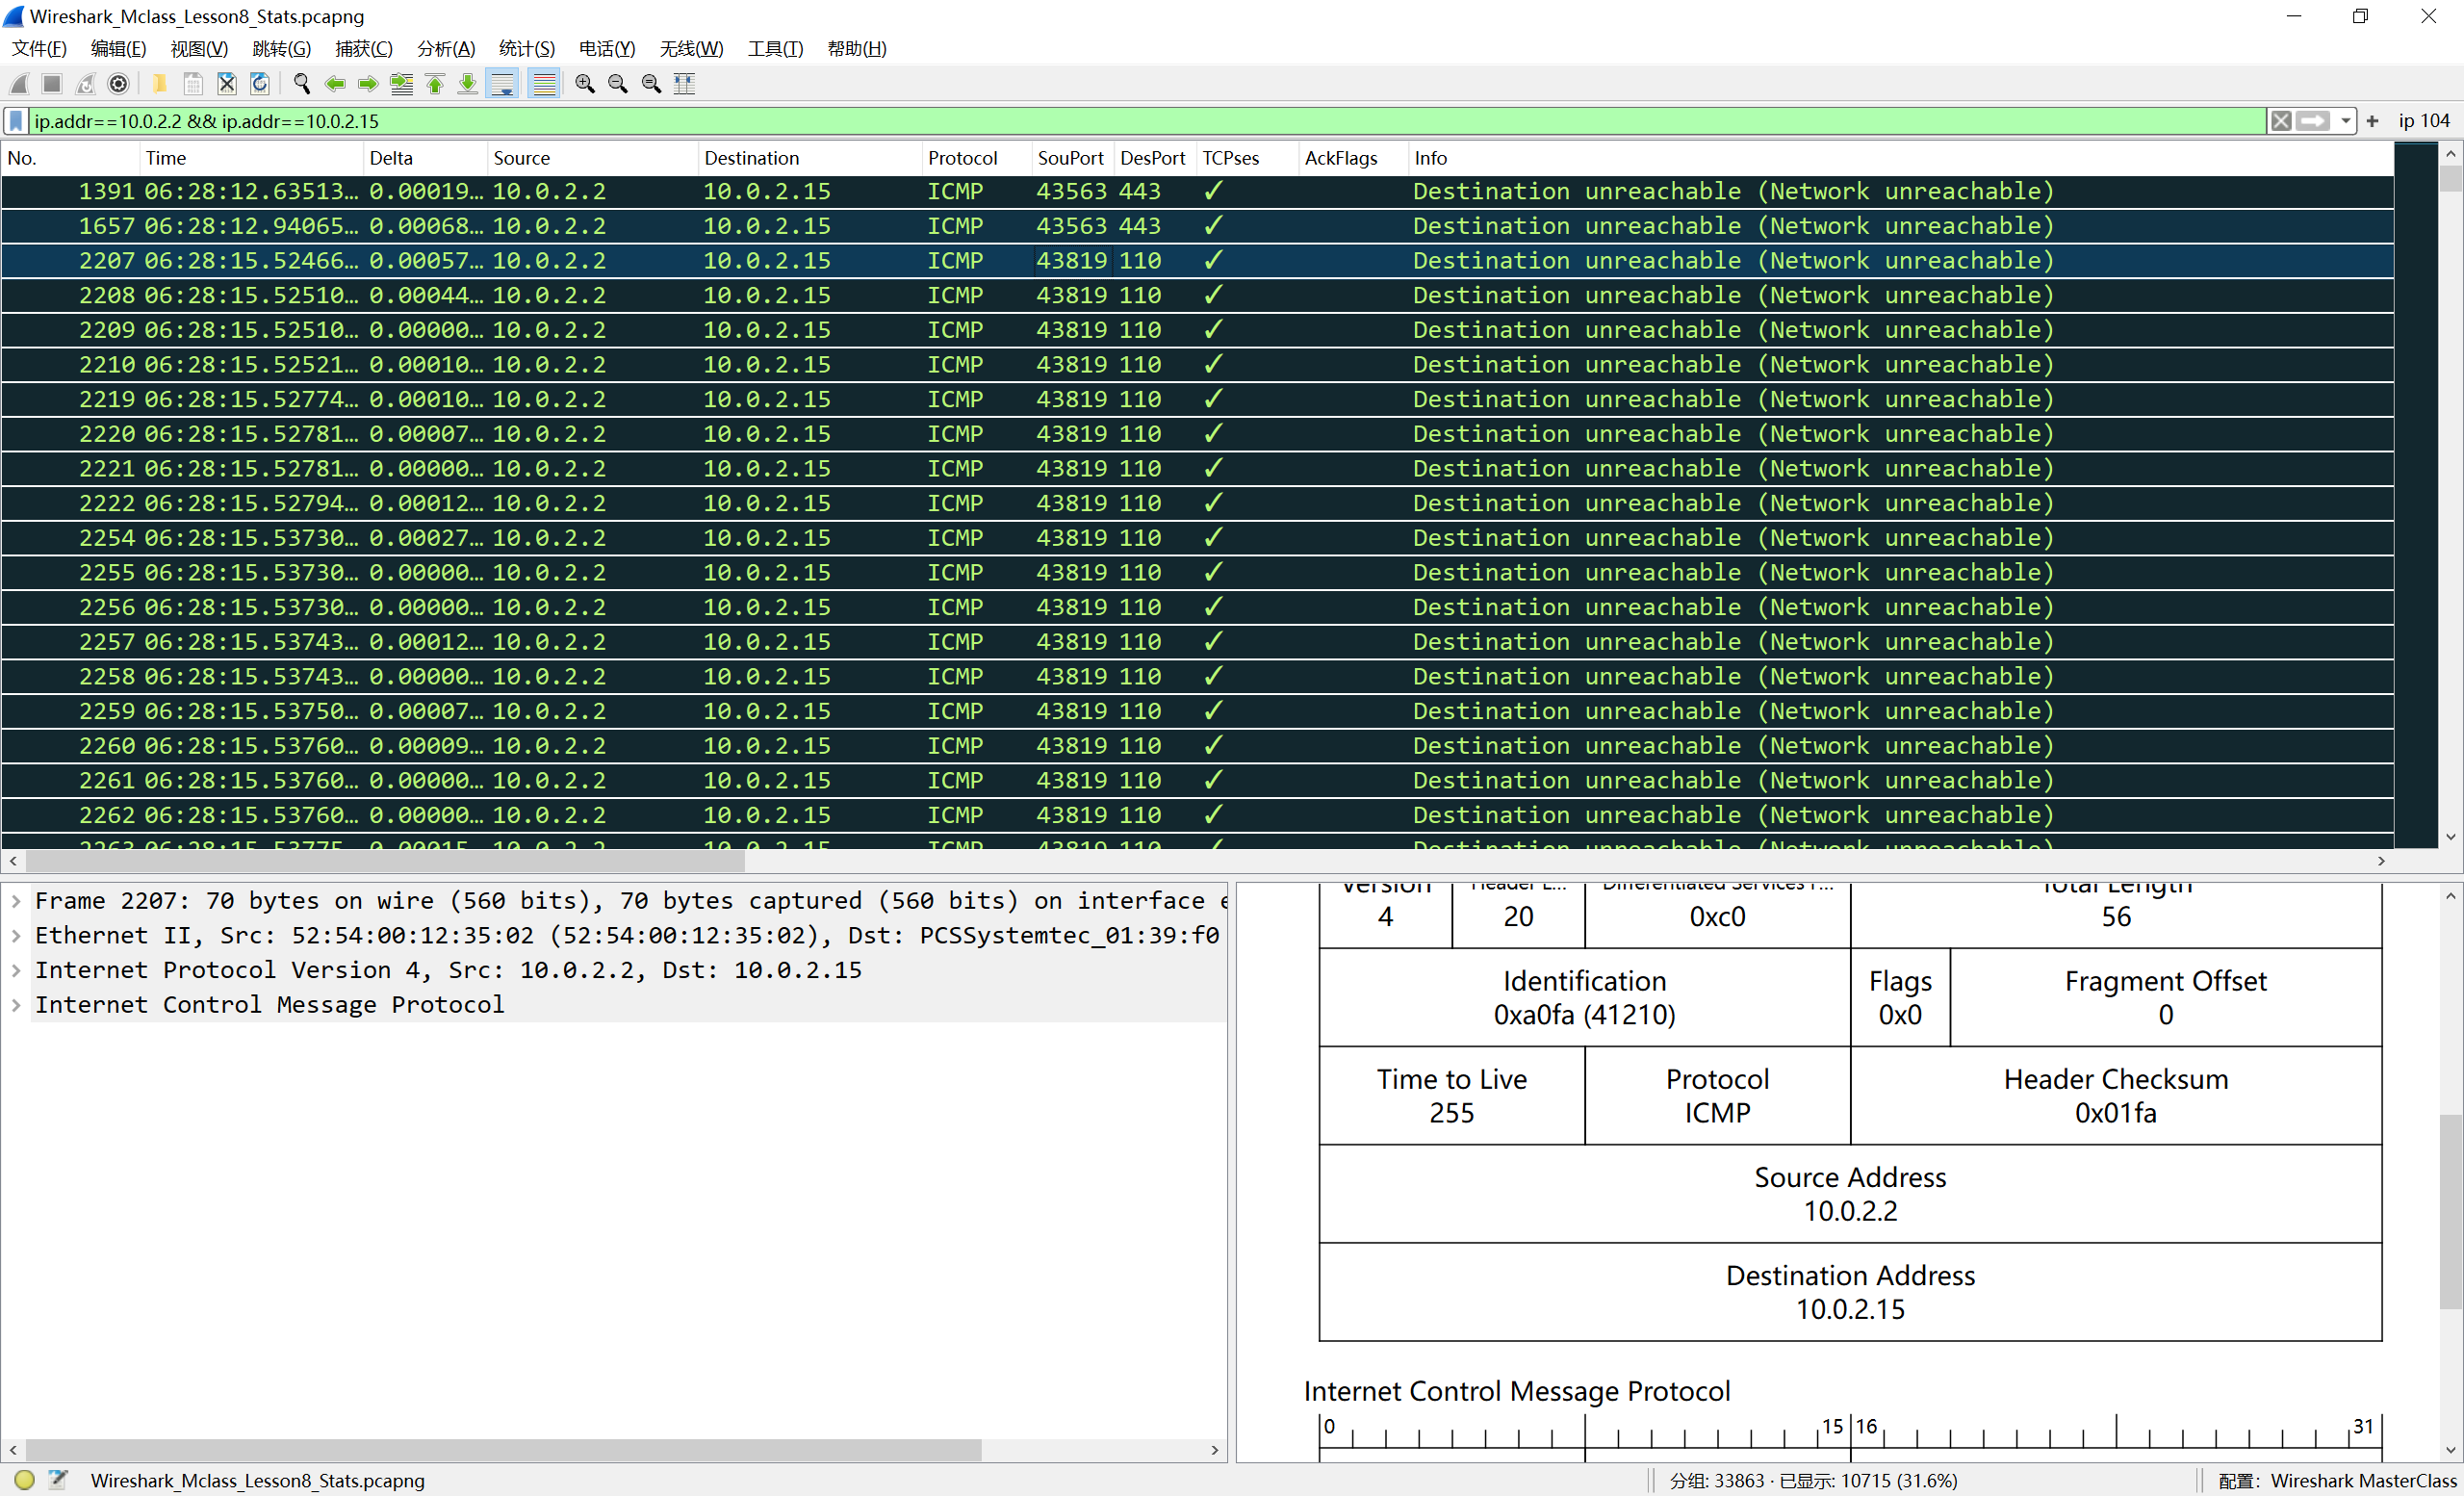 Wireshark_Mclass_Lesson8_Stats.pcapng
文件(F) 编辑(E) 视图(V) 跳转(G) 捕获(C) 分析(A) 统计(S) 电话(Y) 无线(W) 工具(T) 帮助(H)
ip.addr==10.0.2.2 && ip.addr==10.0.2.15 + ip 104
No. Time Delta Source Destination Protocol SouPort DesPort TCPses AckFlags Info
1391 06:28:12.63513… 0.00019… 10.0.2.2 10.0.2.15 ICMP 43563 443 ✓ Destination unreachable (Network unreachable)
1657 06:28:12.94065… 0.00068… 10.0.2.2 10.0.2.15 ICMP 43563 443 ✓ Destination unreachable (Network unreachable)
2207 06:28:15.52466… 0.00057… 10.0.2.2 10.0.2.15 ICMP 43819 110 ✓ Destination unreachable (Network unreachable)
2208 06:28:15.52510… 0.00044… 10.0.2.2 10.0.2.15 ICMP 43819 110 ✓ Destination unreachable (Network unreachable)
2209 06:28:15.52510… 0.00000… 10.0.2.2 10.0.2.15 ICMP 43819 110 ✓ Destination unreachable (Network unreachable)
2210 06:28:15.52521… 0.00010… 10.0.2.2 10.0.2.15 ICMP 43819 110 ✓ Destination unreachable (Network unreachable)
2219 06:28:15.52774… 0.00010… 10.0.2.2 10.0.2.15 ICMP 43819 110 ✓ Destination unreachable (Network unreachable)
2220 06:28:15.52781… 0.00007… 10.0.2.2 10.0.2.15 ICMP 43819 110 ✓ Destination unreachable (Network unreachable)
2221 06:28:15.52781… 0.00000… 10.0.2.2 10.0.2.15 ICMP 43819 110 ✓ Destination unreachable (Network unreachable)
2222 06:28:15.52794… 0.00012… 10.0.2.2 10.0.2.15 ICMP 43819 110 ✓ Destination unreachable (Network unreachable)
2254 06:28:15.53730… 0.00027… 10.0.2.2 10.0.2.15 ICMP 43819 110 ✓ Destination unreachable (Network unreachable)
2255 06:28:15.53730… 0.00000… 10.0.2.2 10.0.2.15 ICMP 43819 110 ✓ Destination unreachable (Network unreachable)
2256 06:28:15.53730… 0.00000… 10.0.2.2 10.0.2.15 ICMP 43819 110 ✓ Destination unreachable (Network unreachable)
2257 06:28:15.53743… 0.00012… 10.0.2.2 10.0.2.15 ICMP 43819 110 ✓ Destination unreachable (Network unreachable)
2258 06:28:15.53743… 0.00000… 10.0.2.2 10.0.2.15 ICMP 43819 110 ✓ Destination unreachable (Network unreachable)
2259 06:28:15.53750… 0.00007… 10.0.2.2 10.0.2.15 ICMP 43819 110 ✓ Destination unreachable (Network unreachable)
2260 06:28:15.53760… 0.00009… 10.0.2.2 10.0.2.15 ICMP 43819 110 ✓ Destination unreachable (Network unreachable)
2261 06:28:15.53760… 0.00000… 10.0.2.2 10.0.2.15 ICMP 43819 110 ✓ Destination unreachable (Network unreachable)
2262 06:28:15.53760… 0.00000… 10.0.2.2 10.0.2.15 ICMP 43819 110 ✓ Destination unreachable (Network unreachable)
2263 06:28:15.53775… 0.00015… 10.0.2.2 10.0.2.15 ICMP 43819 110 ✓ Destination unreachable (Network unreachable)
Frame 2207: 70 bytes on wire (560 bits), 70 bytes captured (560 bits) on interface
Ethernet II, Src: 52:54:00:12:35:02 (52:54:00:12:35:02), Dst: PCSSystemtec_01:39:f0
Internet Protocol Version 4, Src: 10.0.2.2, Dst: 10.0.2.15
Internet Control Message Protocol
Version Header L… Differentiated Services F… Total Length
4 20 0xc0 56
Identification Flags Fragment Offset
0xa0fa (41210) 0x0 0
Time to Live Protocol Header Checksum
255 ICMP 0x01fa
Source Address
10.0.2.2
Destination Address
10.0.2.15
Internet Control Message Protocol
0 15 16 31
Wireshark_Mclass_Lesson8_Stats.pcapng 分组: 33863 · 已显示: 10715 (31.6%) 配置: Wireshark MasterClass